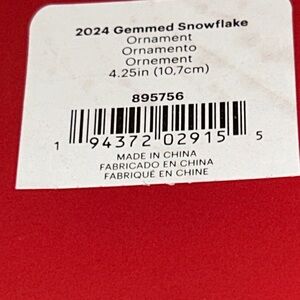 2024 Gemmed Snowflake
Ornament
Ornamento
Ornement
4.25in (10,7cm)
895756
1 94372 02915 5
MADE IN CHINA
FABRICADO EN CHINA
FABRIQUÉ EN CHINE